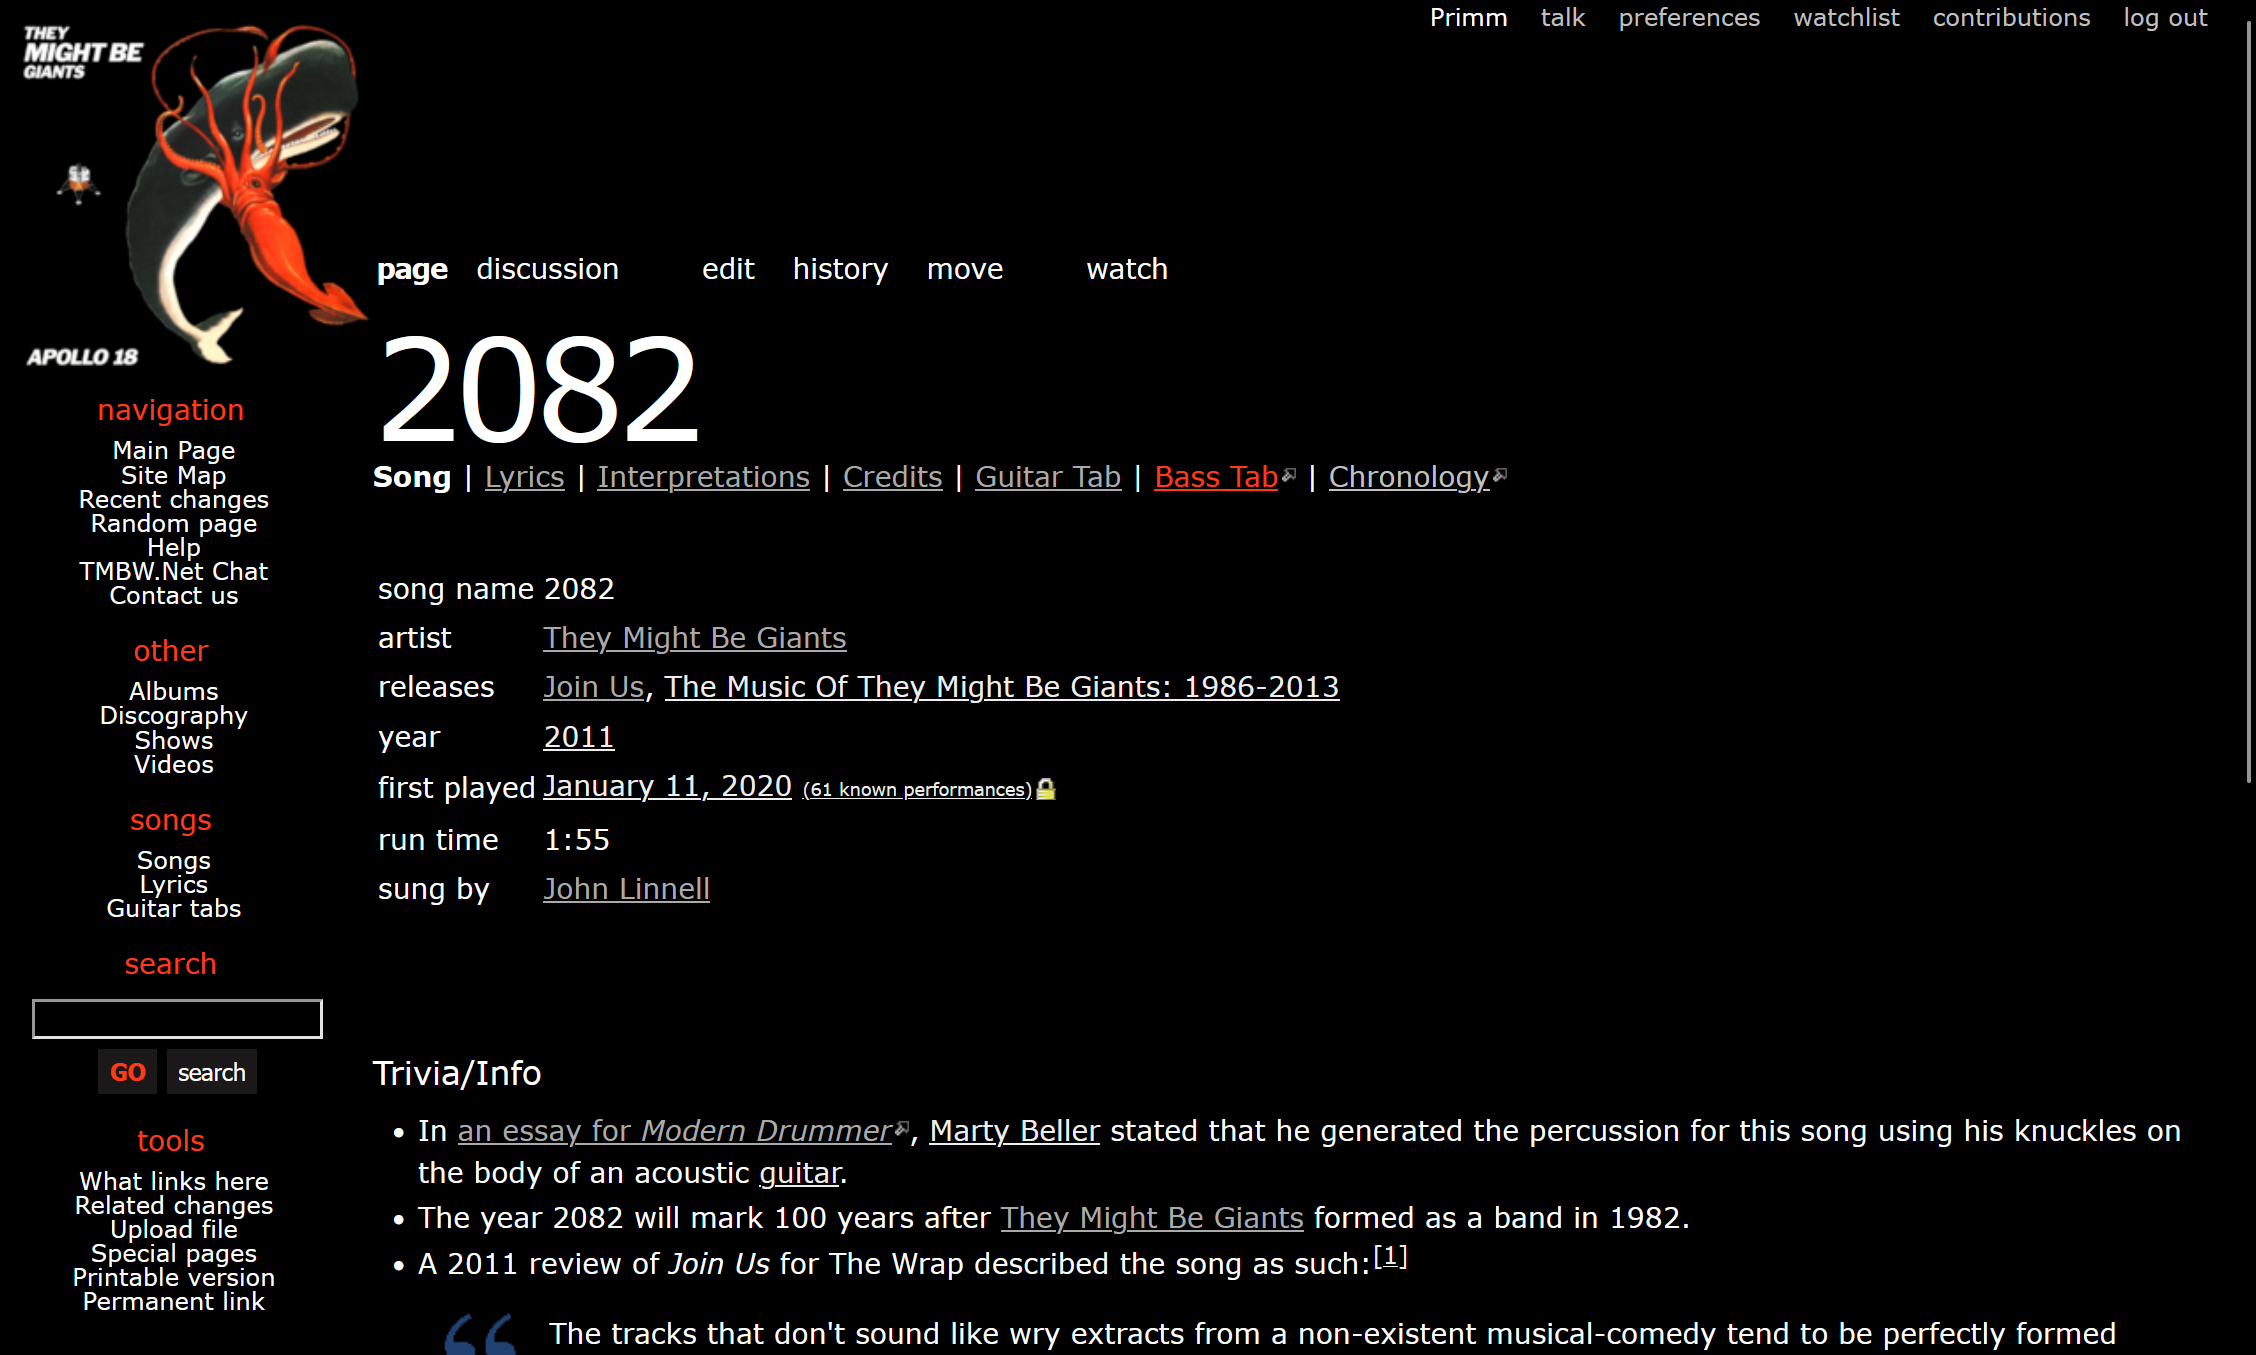 Primm talk preferences watchlist contributions log out
THEY
MIGHT BE
GIANTS
APOLLO 18
page discussion edit history move watch
2082
Song | Lyrics | Interpretations | Credits | Guitar Tab | Bass Tab | Chronology
navigation
Main Page
Site Map
Recent changes
Random page
Help
TMBW.Net Chat
Contact us
other
Albums
Discography
Shows
Videos
songs
Songs
Lyrics
Guitar tabs
search
GO search
tools
What links here
Related changes
Upload file
Special pages
Printable version
Permanent link
song name 2082
artist They Might Be Giants
releases Join Us, The Music Of They Might Be Giants: 1986-2013
year 2011
first played January 11, 2020 (61 known performances)
run time 1:55
sung by John Linnell
Trivia/Info
• In an essay for Modern Drummer, Marty Beller stated that he generated the percussion for this song using his knuckles on
the body of an acoustic guitar.
• The year 2082 will mark 100 years after They Might Be Giants formed as a band in 1982.
• A 2011 review of Join Us for The Wrap described the song as such:[1]
“ The tracks that don't sound like wry extracts from a non-existent musical-comedy tend to be perfectly formed